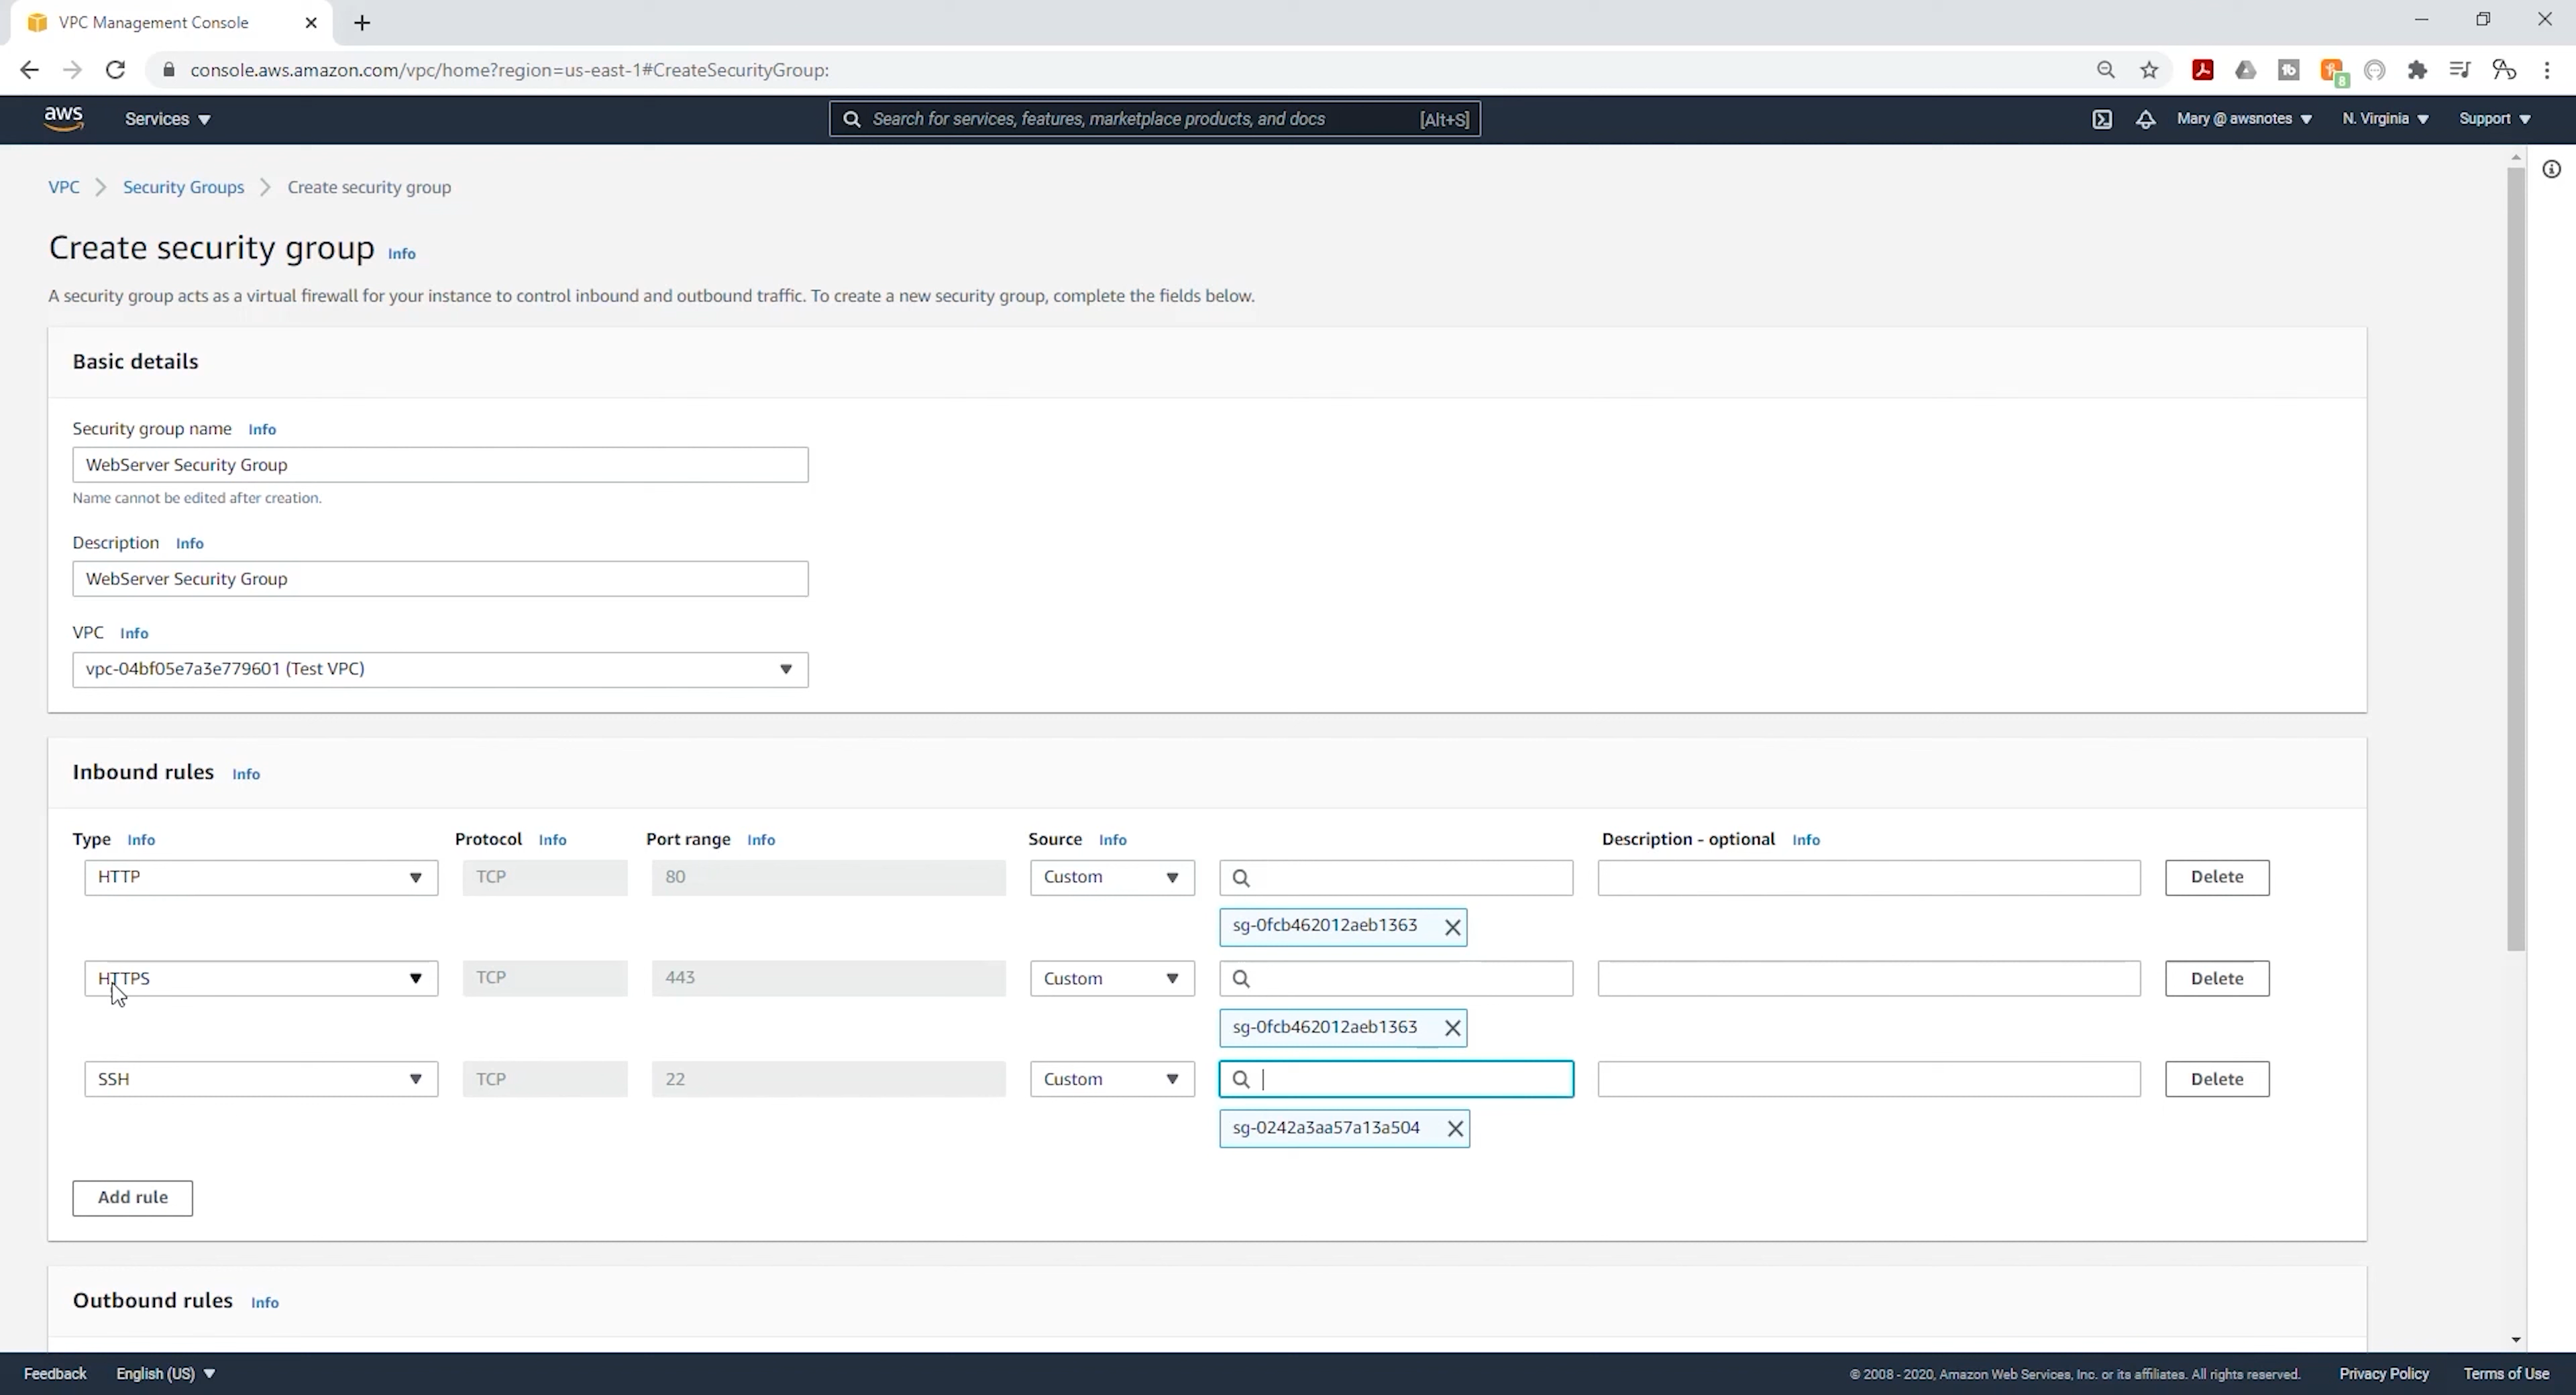 VPC Management Console
console.aws.amazon.com/vpc/home?region=us-east-1#CreateSecurityGroup:
8
aws Services Search for services, features, marketplace products, and docs [Alt+S] Mary @ awsnotes N. Virginia Support
VPC Security Groups Create security group
Create security group Info
A security group acts as a virtual firewall for your instance to control inbound and outbound traffic. To create a new security group, complete the fields below.
Basic details
Security group name Info
WebServer Security Group
Name cannot be edited after creation.
Description Info
WebServer Security Group
VPC Info
vpc-04bf05e7a3e779601 (Test VPC)
Inbound rules Info
Type Info Protocol Info Port range Info Source Info Description - optional Info
HTTP TCP 80 Custom Delete
sg-0fcb462012aeb1363
HTTPS TCP 443 Custom Delete
sg-0fcb462012aeb1363
SSH TCP 22 Custom Delete
sg-0242a3aa57a13a504
Add rule
Outbound rules Info
Feedback English (US) © 2008 - 2020, Amazon Web Services, Inc. or its affiliates. All rights reserved. Privacy Policy Terms of Use